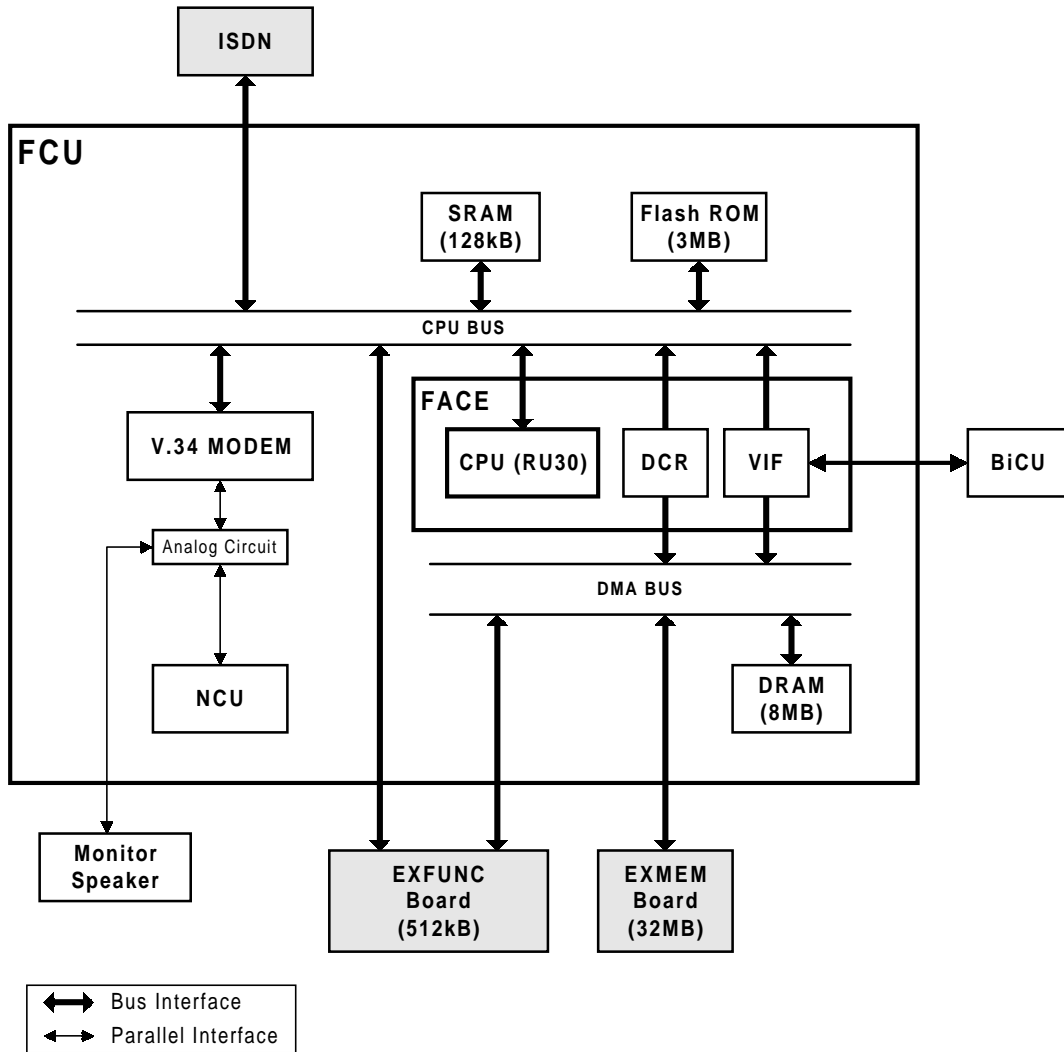 ISDN
FCU
SRAM
(128kB)
Flash ROM
(3MB)
CPU BUS
FACE
V.34 MODEM
CPU (RU30)
DCR
VIF
BiCU
Analog Circuit
DMA BUS
NCU
DRAM
(8MB)
Monitor
Speaker
EXFUNC
Board
(512kB)
EXMEM
Board
(32MB)
Bus Interface
Parallel Interface